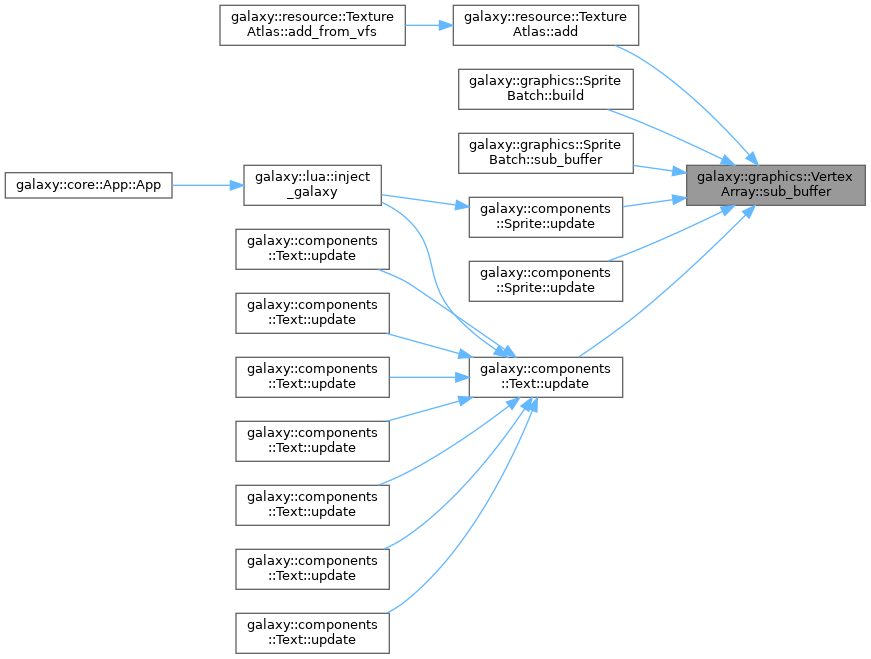 galaxy::resource::Texture
Atlas::add_from_vfs
galaxy::resource::Texture
Atlas::add
galaxy::graphics::Sprite
Batch::build
galaxy::graphics::Sprite
Batch::sub_buffer
galaxy::graphics::Vertex
Array::sub_buffer
galaxy::core::App::App
galaxy::lua::inject
_galaxy
galaxy::components
::Sprite::update
galaxy::components
::Text::update
galaxy::components
::Sprite::update
galaxy::components
::Text::update
galaxy::components
::Text::update
galaxy::components
::Text::update
galaxy::components
::Text::update
galaxy::components
::Text::update
galaxy::components
::Text::update
galaxy::components
::Text::update